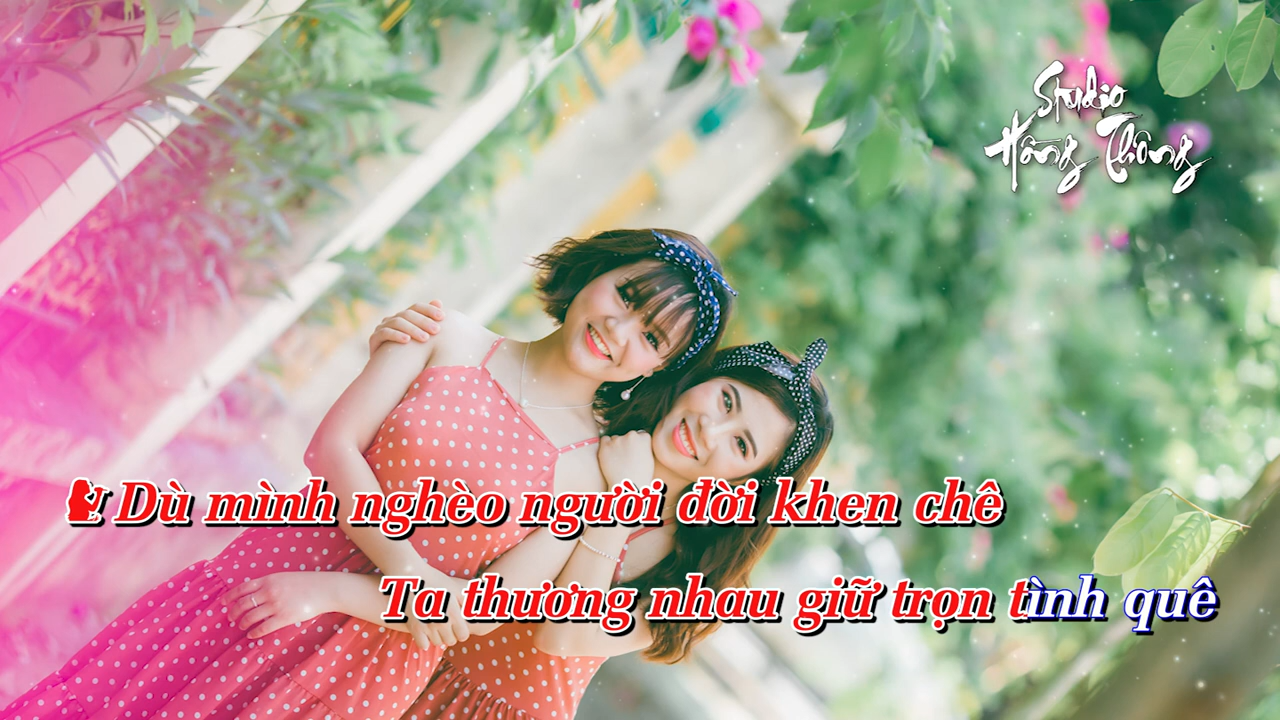 Studio
Hồng Thông
Dù mình nghèo người đời khen chê
Ta thương nhau giữ trọn tình quê